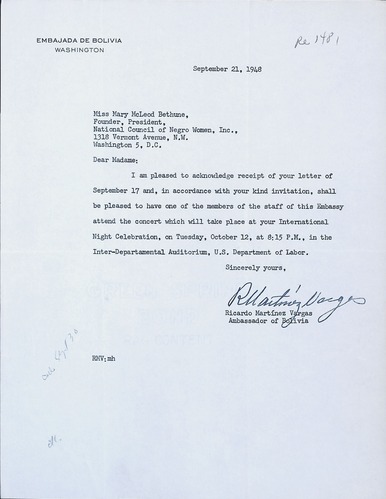 EMBAJADA DE BOLIVIA
WASHINGTON
Re 1481
September 21, 1948
Miss Mary McLeod Bethune,
Founder, President,
National Council of Negro Women, Inc.,
1318 Vermont Avenue, N.W.
Washington 5, D.C.
Dear Madame:
I am pleased to acknowledge receipt of your letter of
September 17 and, in accordance with your kind invitation, shall
be pleased to have one of the members of the staff of this Embassy
attend the concert which will take place at your International
Night Celebration, on Tuesday, October 12, at 8:15 P.M., in the
Inter-Departamental Auditorium, U.S. Department of Labor.
Sincerely yours,
RMartínez Vargas
Ricardo Martínez Vargas
Ambassador of Bolivia
RMV:mh